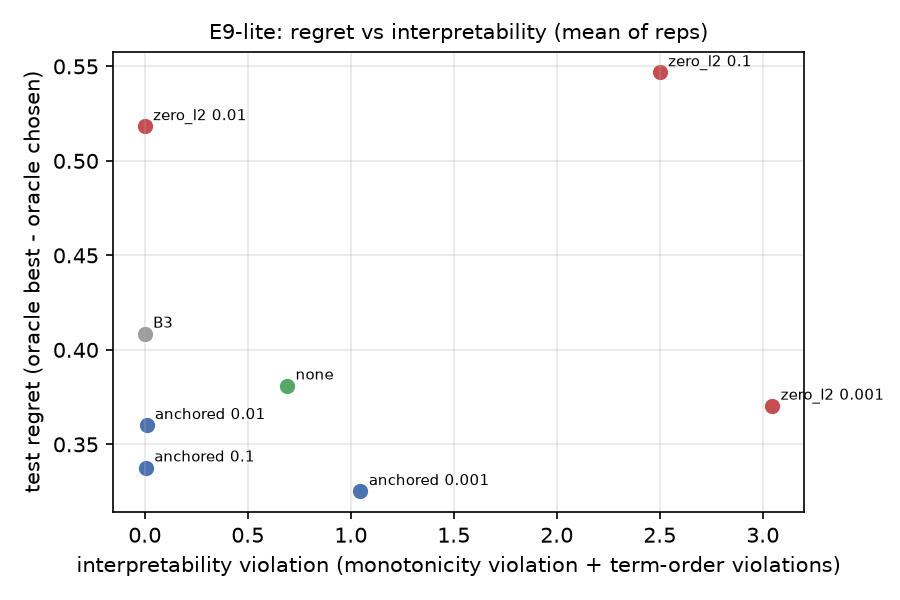 E9-lite: regret vs interpretability (mean of reps)
test regret (oracle best - oracle chosen)
0.55
0.50
0.45
0.40
0.35
zero_l2 0.1
zero_l2 0.01
B3
none
zero_l2 0.001
anchored 0.01
anchored 0.1
anchored 0.001
0.0 0.5 1.0 1.5 2.0 2.5 3.0
interpretability violation (monotonicity violation + term-order violations)